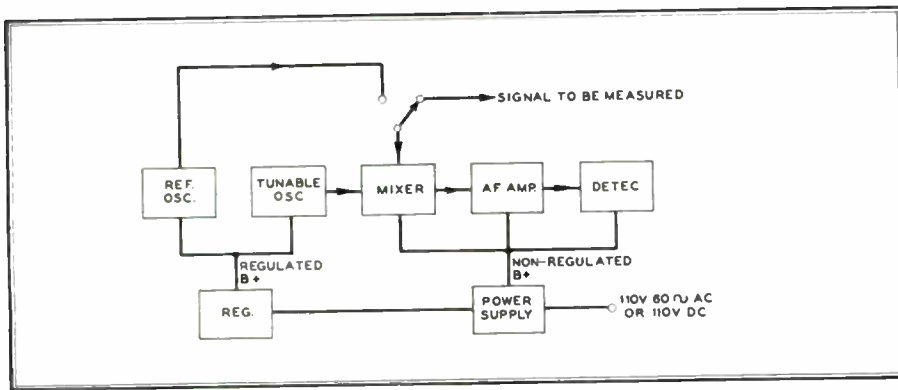 SIGNAL TO BE MEASURED
REF.
OSC.
TUNABLE
OSC
MIXER
AF AMP.
DETEC
REGULATED
B+
NON-REGULATED
B+
REG.
POWER
SUPPLY
110V 60 ∿ AC
OR 110V DC